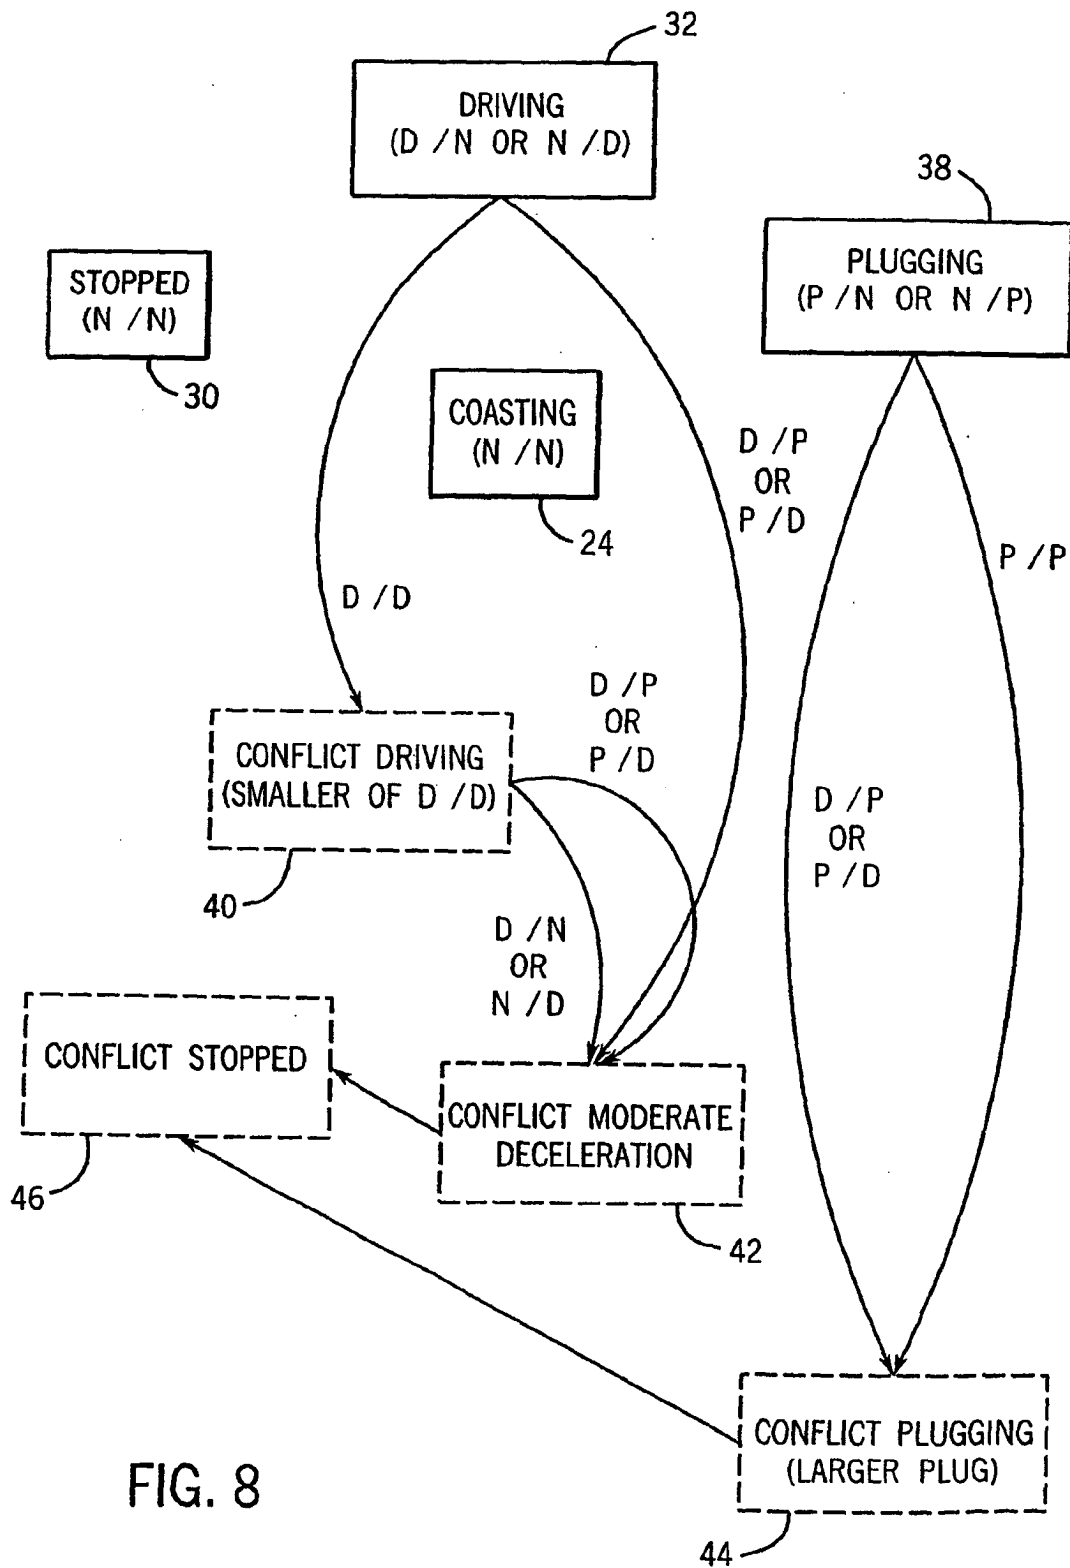 32
DRIVING
(D /N OR N /D)
38
PLUGGING
(P /N OR N /P)
STOPPED
(N /N)
30
COASTING
(N /N)
24
D /P
OR
P /D
P /P
D /D
D /P
OR
P /D
CONFLICT DRIVING
(SMALLER OF D /D)
40
D /P
OR
P /D
D /N
OR
N /D
CONFLICT STOPPED
46
CONFLICT MODERATE
DECELERATION
42
CONFLICT PLUGGING
(LARGER PLUG)
44
FIG. 8